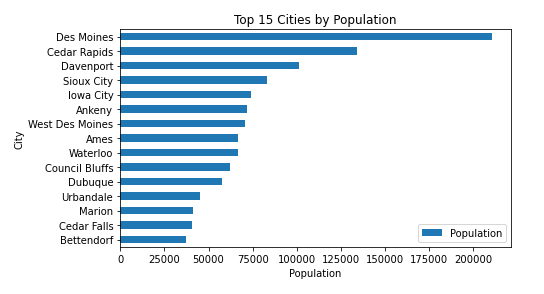 Top 15 Cities by Population
Des Moines
Cedar Rapids
Davenport
Sioux City
Iowa City
Ankeny
West Des Moines
Ames
Waterloo
Council Bluffs
Dubuque
Urbandale
Marion
Cedar Falls
Bettendorf
City
Population
0 25000 50000 75000 100000 125000 150000 175000 200000
Population